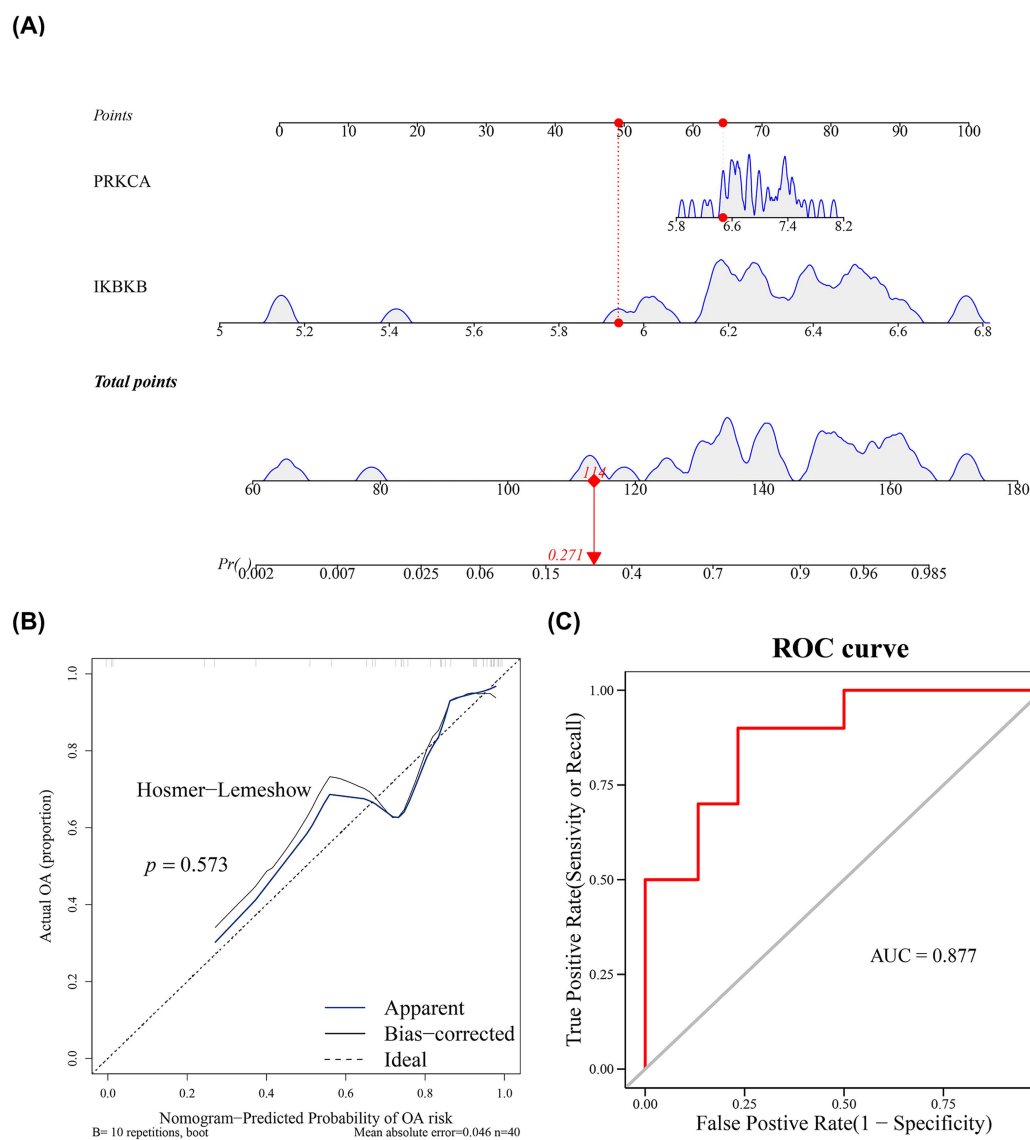 (A)
Points
0 10 20 30 40 50 60 70 80 90 100
PRKCA
5.8 6.6 7.4 8.2
IKBKB
5 5.2 5.4 5.6 5.8 6 6.2 6.4 6.6 6.8
Total points
114
60 80 100 120 140 160 180
0.271
Pr( )
0.002 0.007 0.025 0.06 0.15 0.4 0.7 0.9 0.96 0.985
(B)
Actual OA (proportion)
1.0
0.8
0.6
0.4
0.2
0.0
Hosmer−Lemeshow
p = 0.573
Apparent
Bias−corrected
Ideal
0.0 0.2 0.4 0.6 0.8 1.0
Nomogram−Predicted Probability of OA risk
B= 10 repetitions, boot Mean absolute error=0.046 n=40
(C)
ROC curve
True Positive Rate(Sensivity or Recall)
1.00
0.75
0.50
0.25
0.00
AUC = 0.877
0.00 0.25 0.50 0.75
False Postive Rate(1 − Specificity)